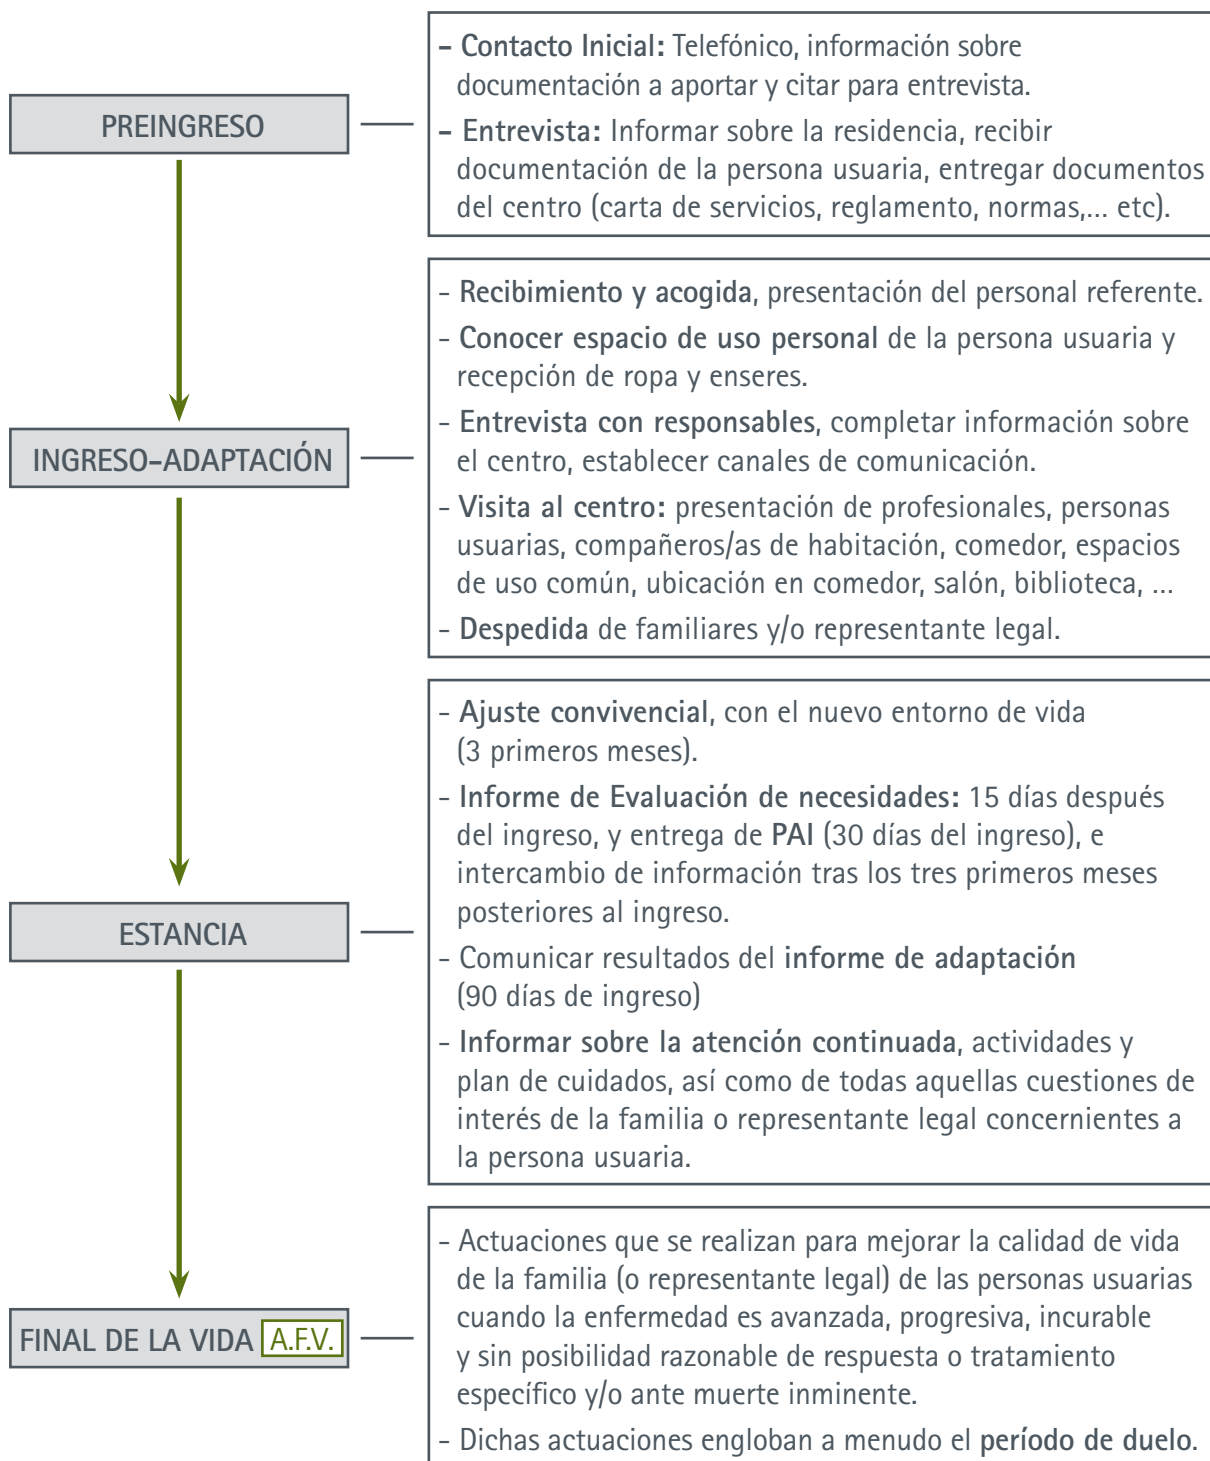 PREINGRESO
– Contacto Inicial: Telefónico, información sobre
documentación a aportar y citar para entrevista.
– Entrevista: Informar sobre la residencia, recibir
documentación de la persona usuaria, entregar documentos
del centro (carta de servicios, reglamento, normas,... etc).
INGRESO-ADAPTACIÓN
- Recibimiento y acogida, presentación del personal referente.
- Conocer espacio de uso personal de la persona usuaria y
recepción de ropa y enseres.
- Entrevista con responsables, completar información sobre
el centro, establecer canales de comunicación.
- Visita al centro: presentación de profesionales, personas
usuarias, compañeros/as de habitación, comedor, espacios
de uso común, ubicación en comedor, salón, biblioteca, ...
- Despedida de familiares y/o representante legal.
ESTANCIA
- Ajuste convivencial, con el nuevo entorno de vida
(3 primeros meses).
- Informe de Evaluación de necesidades: 15 días después
del ingreso, y entrega de PAI (30 días del ingreso), e
intercambio de información tras los tres primeros meses
posteriores al ingreso.
- Comunicar resultados del informe de adaptación
(90 días de ingreso)
- Informar sobre la atención continuada, actividades y
plan de cuidados, así como de todas aquellas cuestiones de
interés de la familia o representante legal concernientes a
la persona usuaria.
FINAL DE LA VIDA A.F.V.
- Actuaciones que se realizan para mejorar la calidad de vida
de la familia (o representante legal) de las personas usuarias
cuando la enfermedad es avanzada, progresiva, incurable
y sin posibilidad razonable de respuesta o tratamiento
específico y/o ante muerte inminente.
- Dichas actuaciones engloban a menudo el período de duelo.